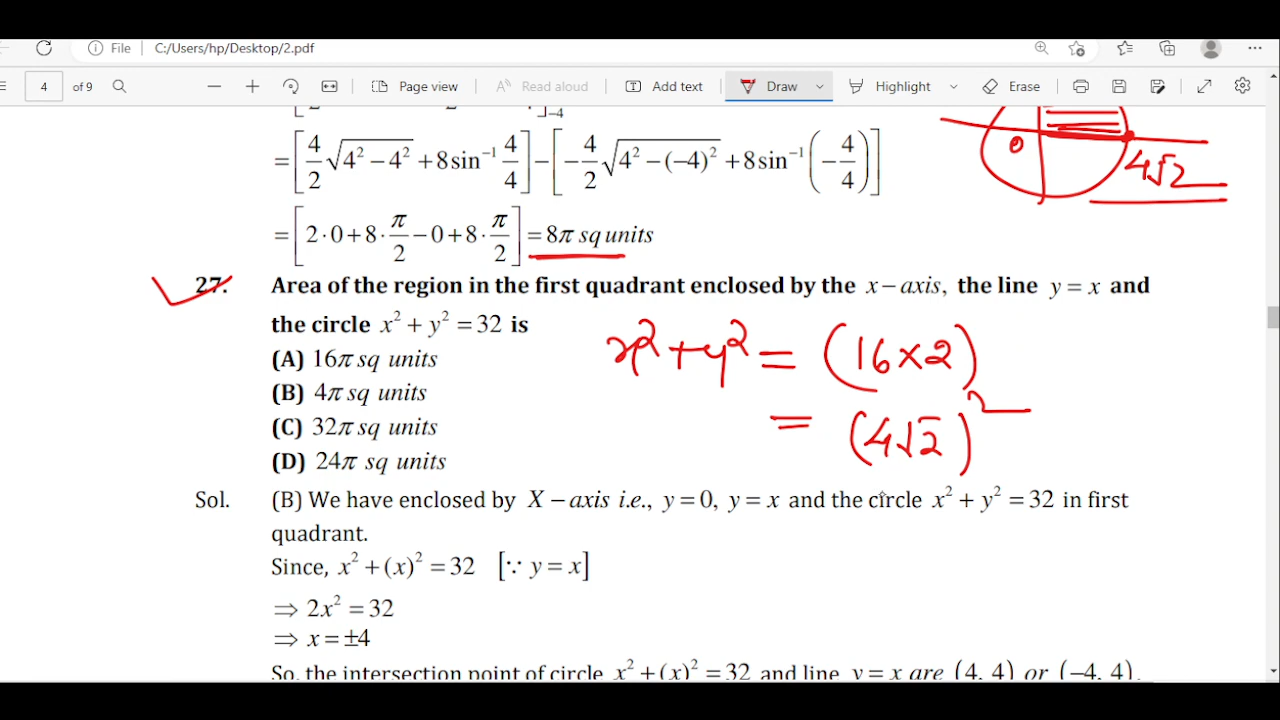 File C:/Users/hp/Desktop/2.pdf
4 of 9 Page view Read aloud Add text Draw Highlight Erase
= [4/2 √(4² − 4²) + 8 sin⁻¹ 4/4] − [−4/2 √(4² − (−4)²) + 8 sin⁻¹ (−4/4)]
0
4√2
= [2·0 + 8·π/2 − 0 + 8·π/2] = 8π sq units
27. Area of the region in the first quadrant enclosed by the x − axis, the line y = x and
the circle x² + y² = 32 is
x² + y² = (16 × 2)
= (4√2)²
(A) 16π sq units
(B) 4π sq units
(C) 32π sq units
(D) 24π sq units
Sol. (B) We have enclosed by X − axis i.e., y = 0, y = x and the circle x² + y² = 32 in first
quadrant.
Since, x² + (x)² = 32 [∵ y = x]
⇒ 2x² = 32
⇒ x = ±4
So, the intersection point of circle x² + (x)² = 32 and line y = x are (4, 4) or (−4, 4).